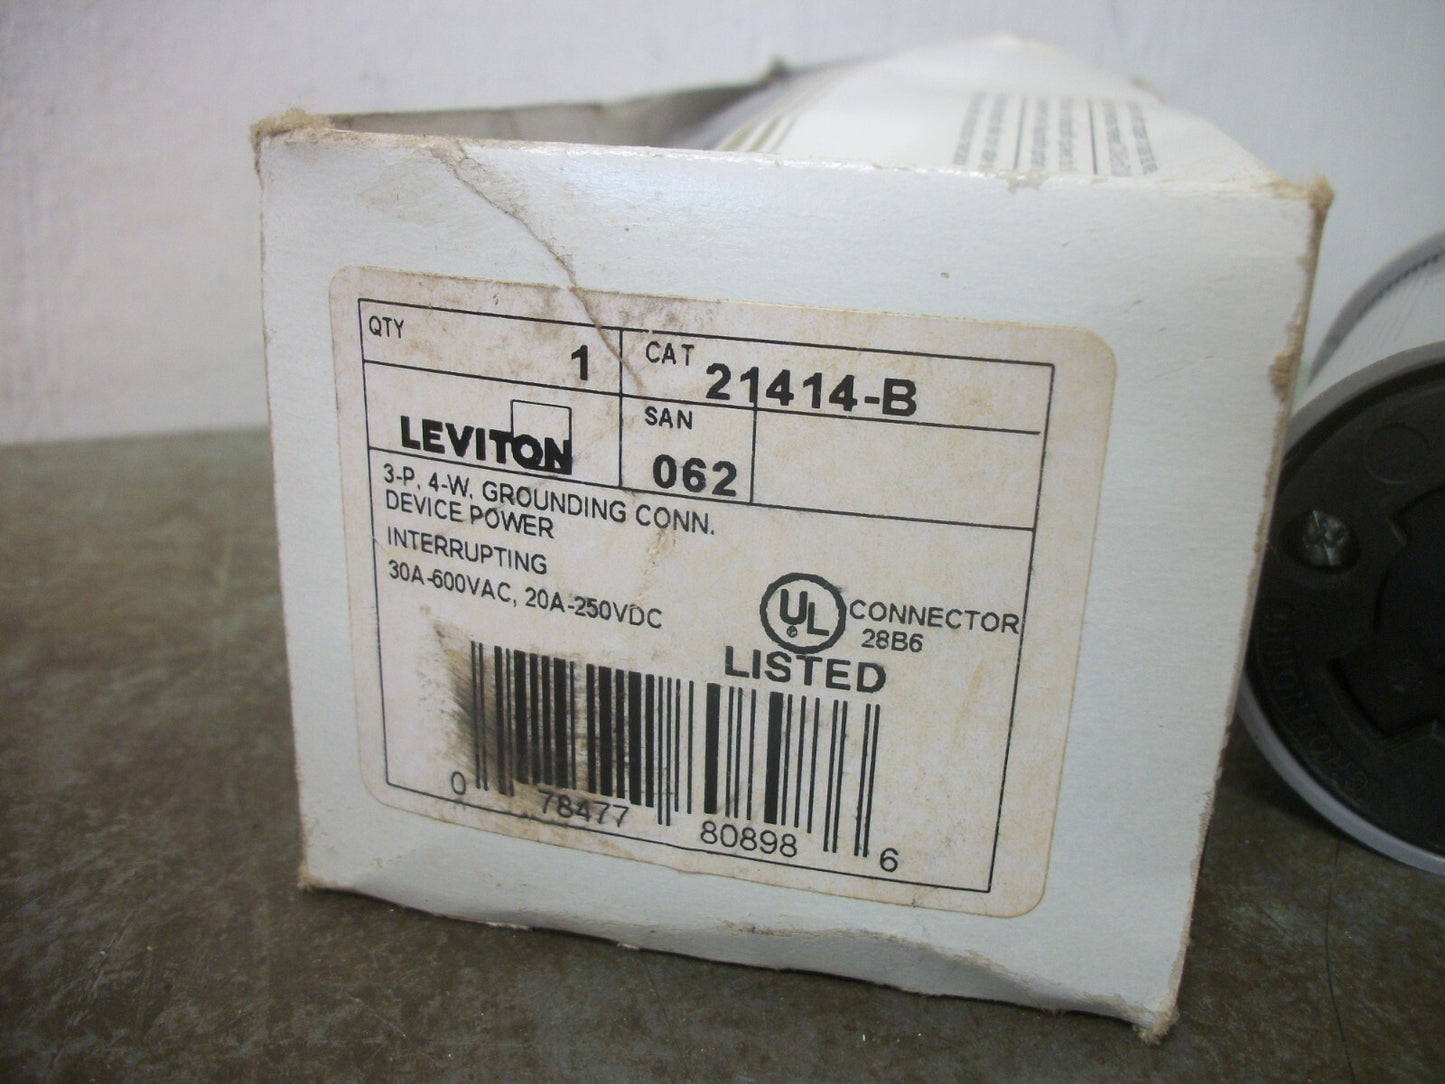 QTY 1 CAT 21414-B
LEVITON SAN 062
3-P, 4-W, GROUNDING CONN.
DEVICE POWER
INTERRUPTING
30A-600VAC, 20A-250VDC
UL ® CONNECTOR
28B6
LISTED
0 78477 80898 6